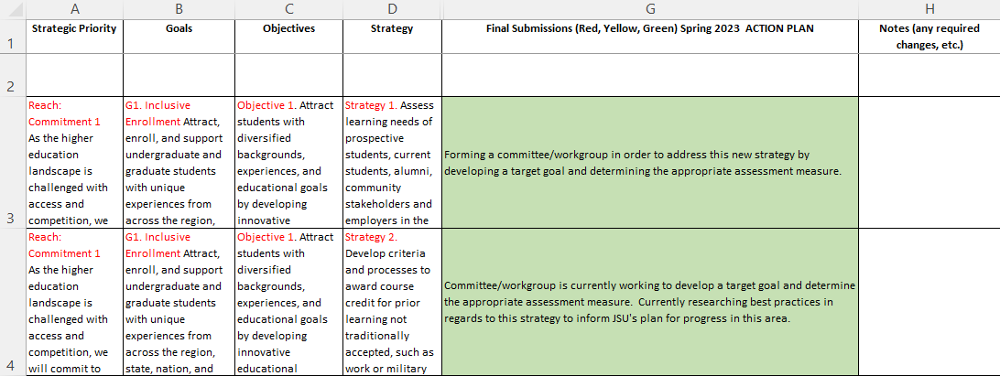 A B C D G H
Strategic Priority Goals Objectives Strategy Final Submissions (Red, Yellow, Green) Spring 2023 ACTION PLAN Notes (any required
changes, etc.)
1
2
3
Reach:
Commitment 1
As the higher
education
landscape is
challenged with
access and
competition, we
G1. Inclusive
Enrollment Attract,
enroll, and support
undergraduate and
graduate students
with unique
experiences from
across the region,
Objective 1. Attract
students with
diversified
backgrounds,
experiences, and
educational goals
by developing
innovative
Strategy 1. Assess
learning needs of
prospective
students, current
students, alumni,
community
stakeholders and
employers in the
Forming a committee/workgroup in order to address this new strategy by
developing a target goal and determining the appropriate assessment measure.
4
Reach:
Commitment 1
As the higher
education
landscape is
challenged with
access and
competition, we
will commit to
G1. Inclusive
Enrollment Attract,
enroll, and support
undergraduate and
graduate students
with unique
experiences from
across the region,
state, nation, and
Objective 1. Attract
students with
diversified
backgrounds,
experiences, and
educational goals
by developing
innovative
educational
Strategy 2.
Develop criteria
and processes to
award course
credit for prior
learning not
traditionally
accepted, such as
work or military
Committee/workgroup is currently working to develop a target goal and determine
the appropriate assessment measure.  Currently researching best practices in
regards to this strategy to inform JSU's plan for progress in this area.